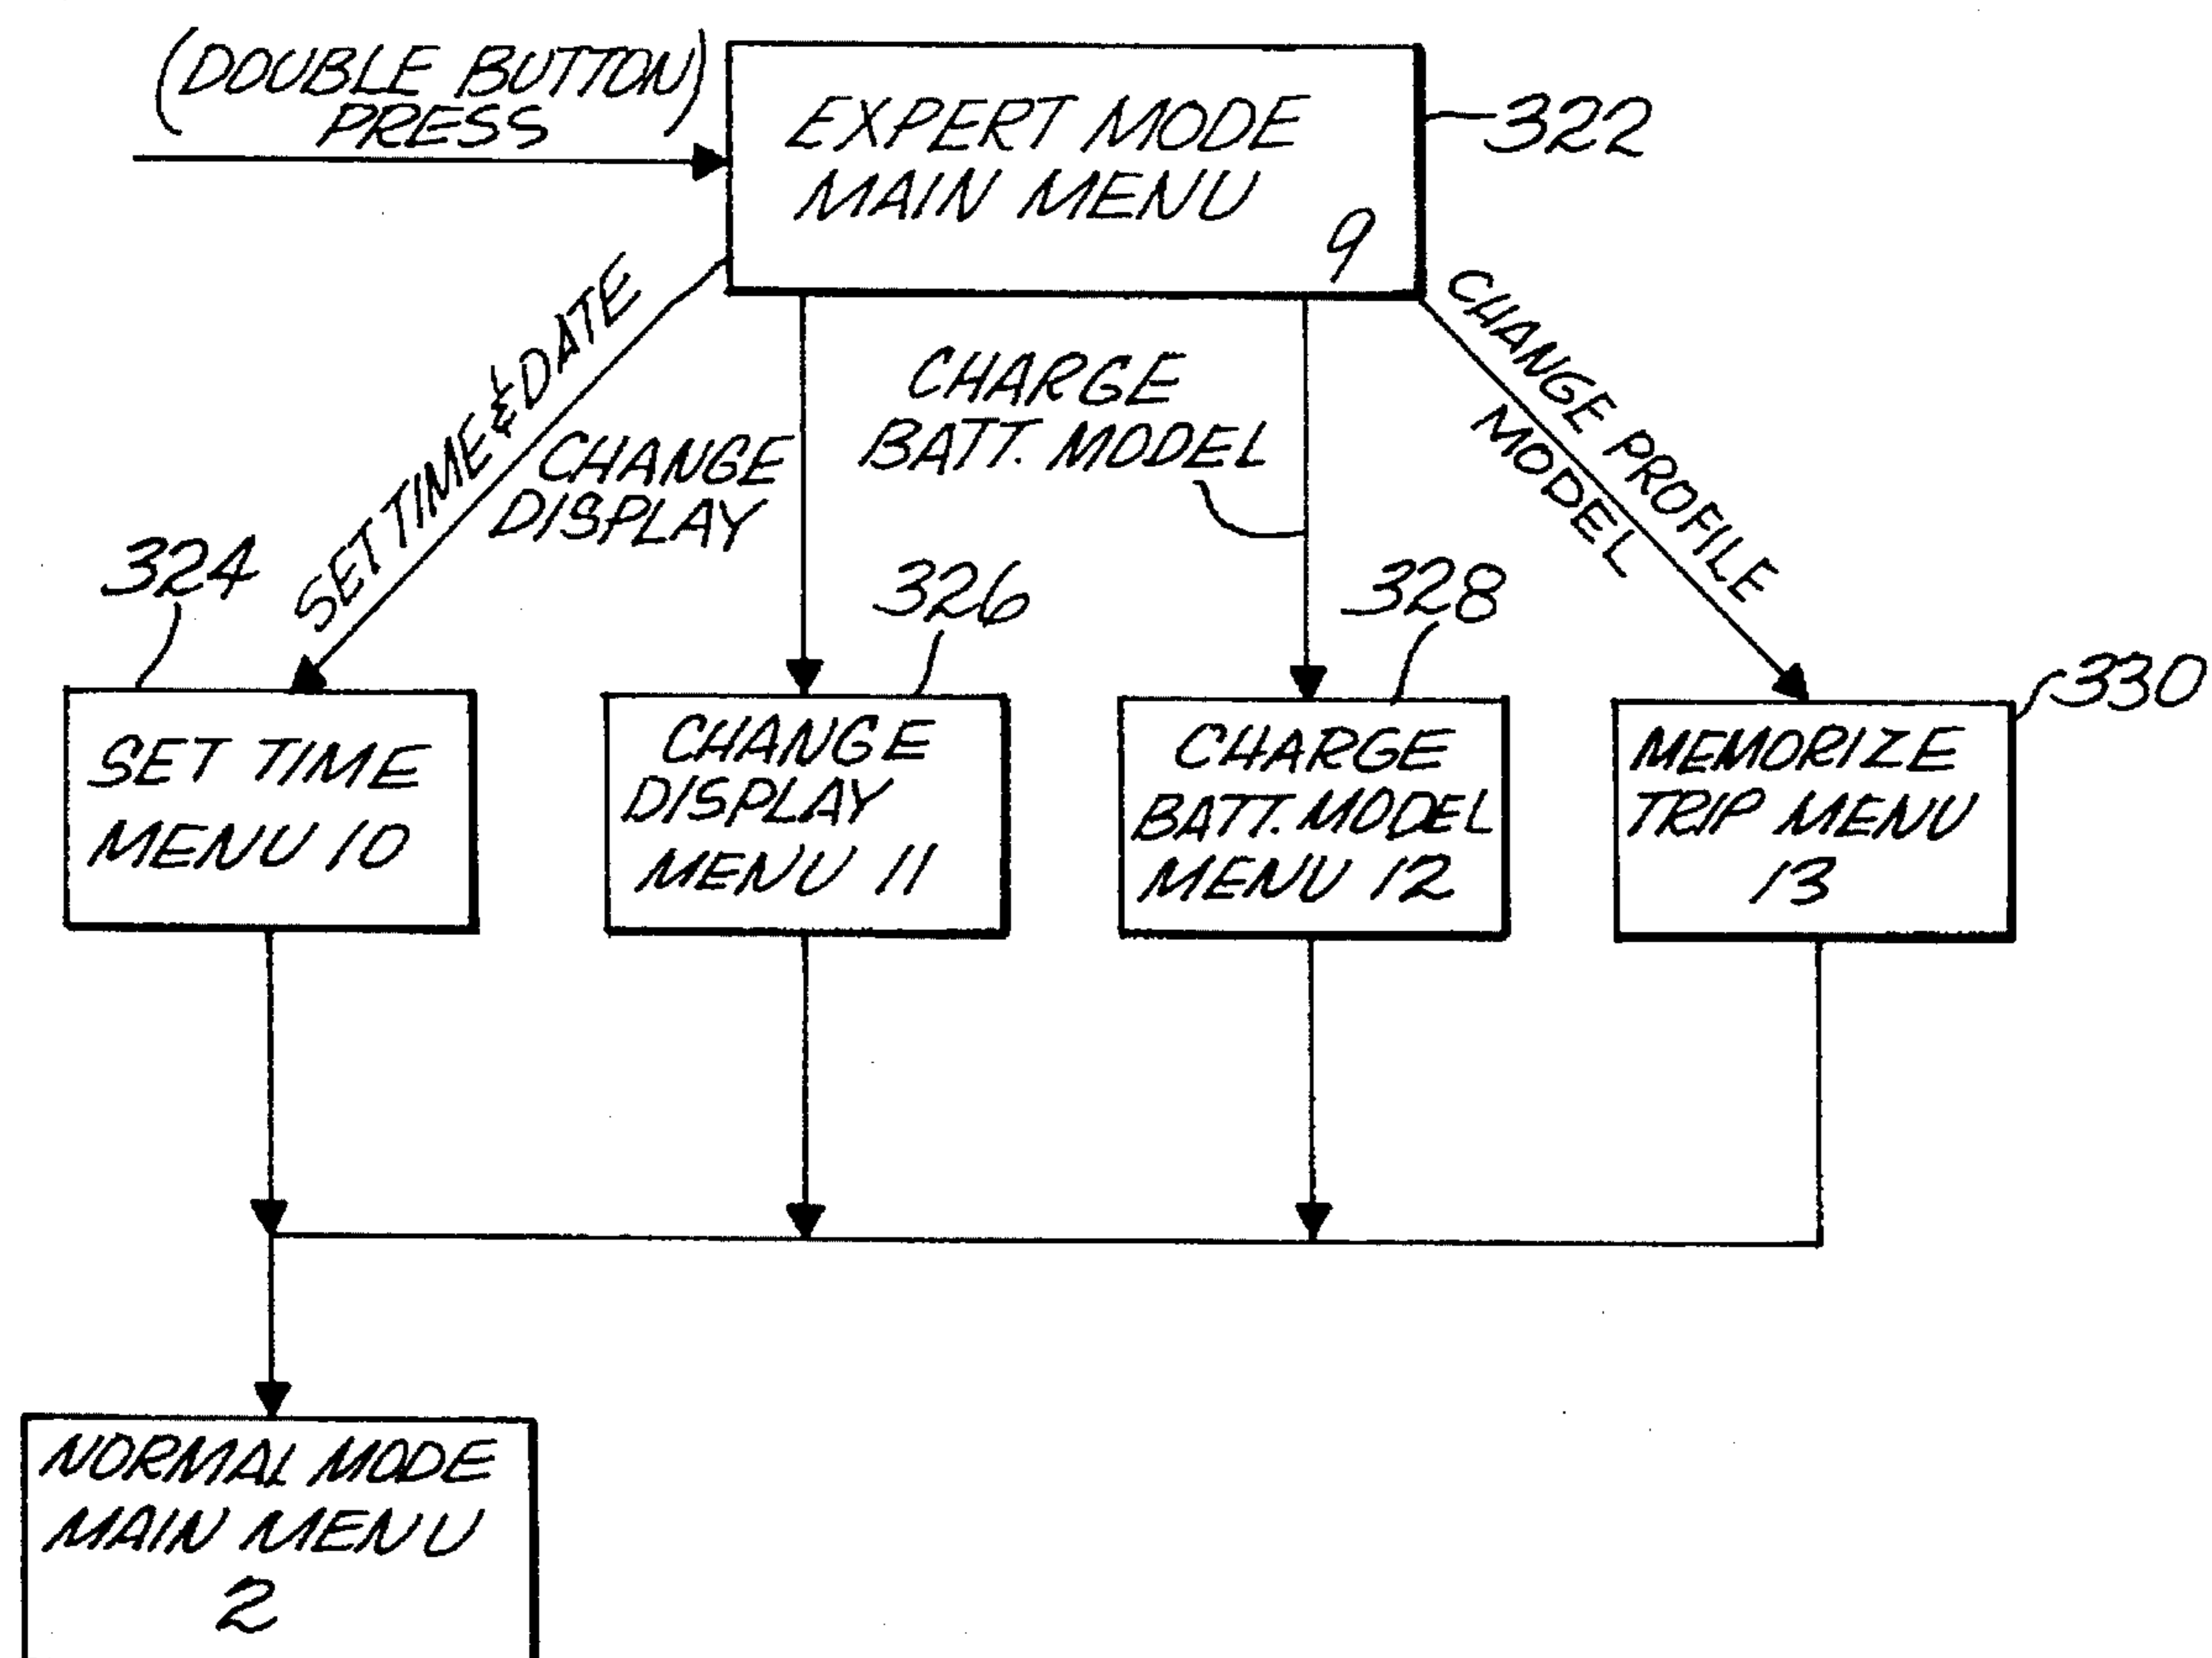 (DOUBLE BUTTON)
PRESS
EXPERT MODE
MAIN MENU
9
322
SET TIME & DATE
CHANGE
DISPLAY
CHARGE
BATT. MODEL
CHANGE PROFILE
MODEL
324
326
328
330
SET TIME
MENU 10
CHANGE
DISPLAY
MENU 11
CHARGE
BATT. MODEL
MENU 12
MEMORIZE
TRIP MENU
13
NORMAL MODE
MAIN MENU
2